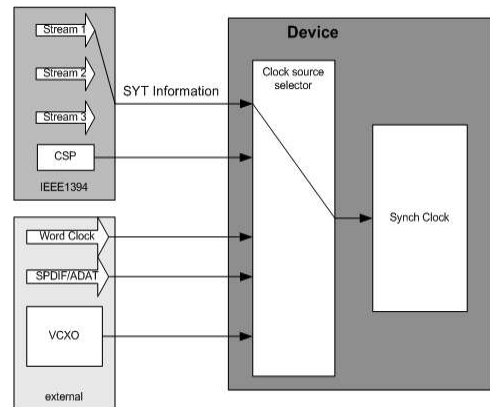 Stream 1
Stream 2
Stream 3
CSP
IEEE1394
SYT Information
Device
Clock source
selector
Synch Clock
Word Clock
SPDIF/ADAT
VCXO
external